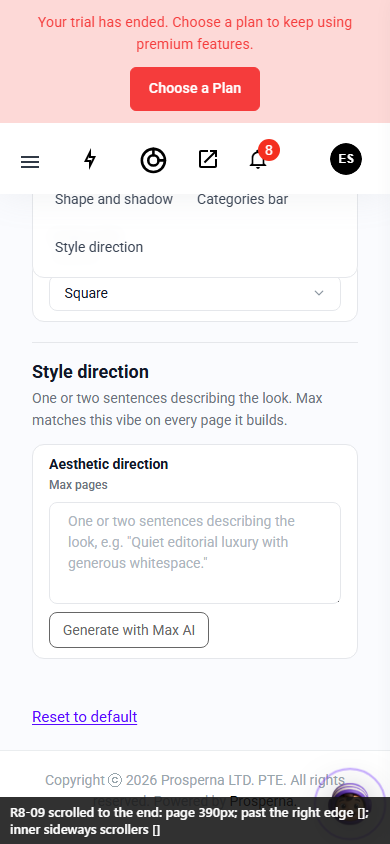 Your trial has ended. Choose a plan to keep using
premium features.
Choose a Plan
8
ES
Shape and shadow Categories bar
Style direction
Square
Style direction
One or two sentences describing the look. Max
matches this vibe on every page it builds.
Aesthetic direction
Max pages
One or two sentences describing the
look, e.g. "Quiet editorial luxury with
generous whitespace."
Generate with Max AI
Reset to default
Copyright © 2026 Prosperna LTD. PTE. All rights
reserved. Powered by Prosperna.
R8-09 scrolled to the end: page 390px; past the right edge [];
inner sideways scrollers []